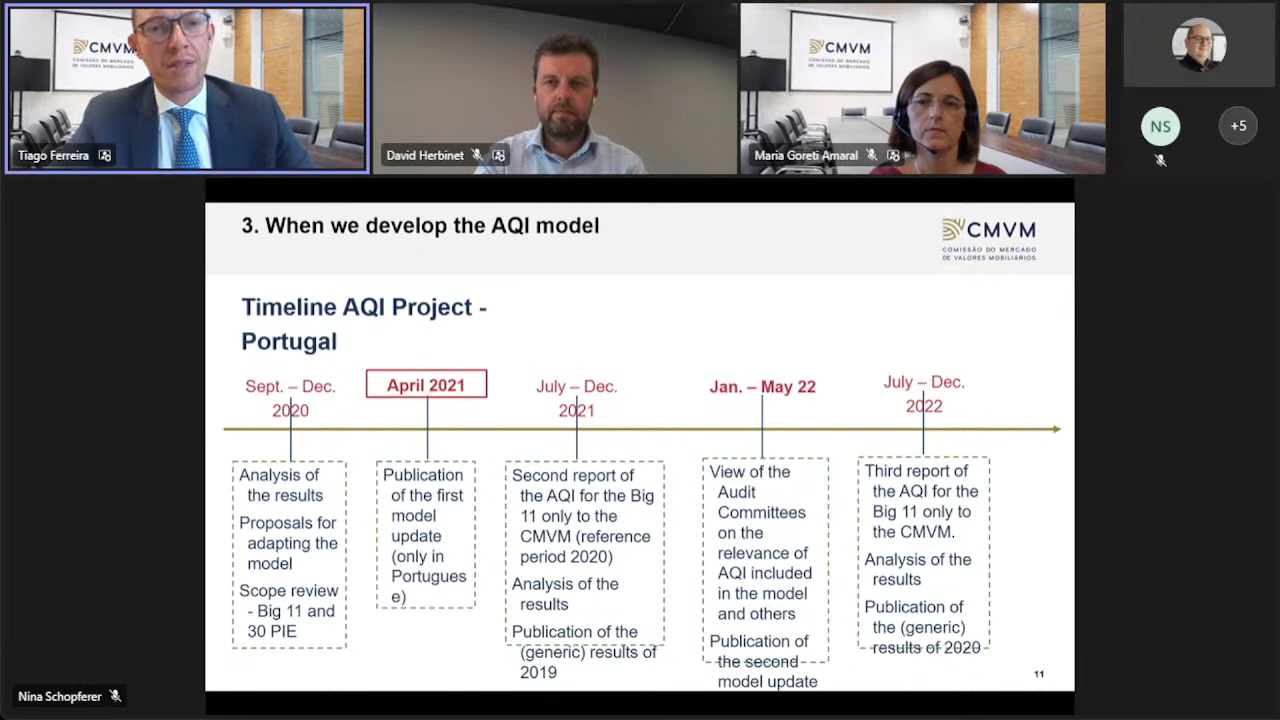 CMVM
COMISSÃO DO MERCADO
DE VALORES MOBILIÁRIOS
Tiago Ferreira
David Herbinet
CMVM
COMISSÃO DO MERCADO
DE VALORES MOBILIÁRIOS
Maria Goreti Amaral
NS
+5
3. When we develop the AQI model
CMVM
COMISSÃO DO MERCADO
DE VALORES MOBILIÁRIOS
Timeline AQI Project -
Portugal
Sept. – Dec.
2020
Analysis of
the results
Proposals for
adapting the
model
Scope review
- Big 11 and
30 PIE
April 2021
Publication
of the first
model
update
(only in
Portugues
e)
July – Dec.
2021
Second report of
the AQI for the Big
11 only to the
CMVM (reference
period 2020)
Analysis of the
results
Publication of the
(generic) results of
2019
Jan. – May 22
View of the
Audit
Committees
on the
relevance of
AQI included
in the model
and others
Publication of
the second
model update
July – Dec.
2022
Third report of
the AQI for the
Big 11 only to
the CMVM.
Analysis of the
results
Publication of
the (generic)
results of 2020
11
Nina Schopferer